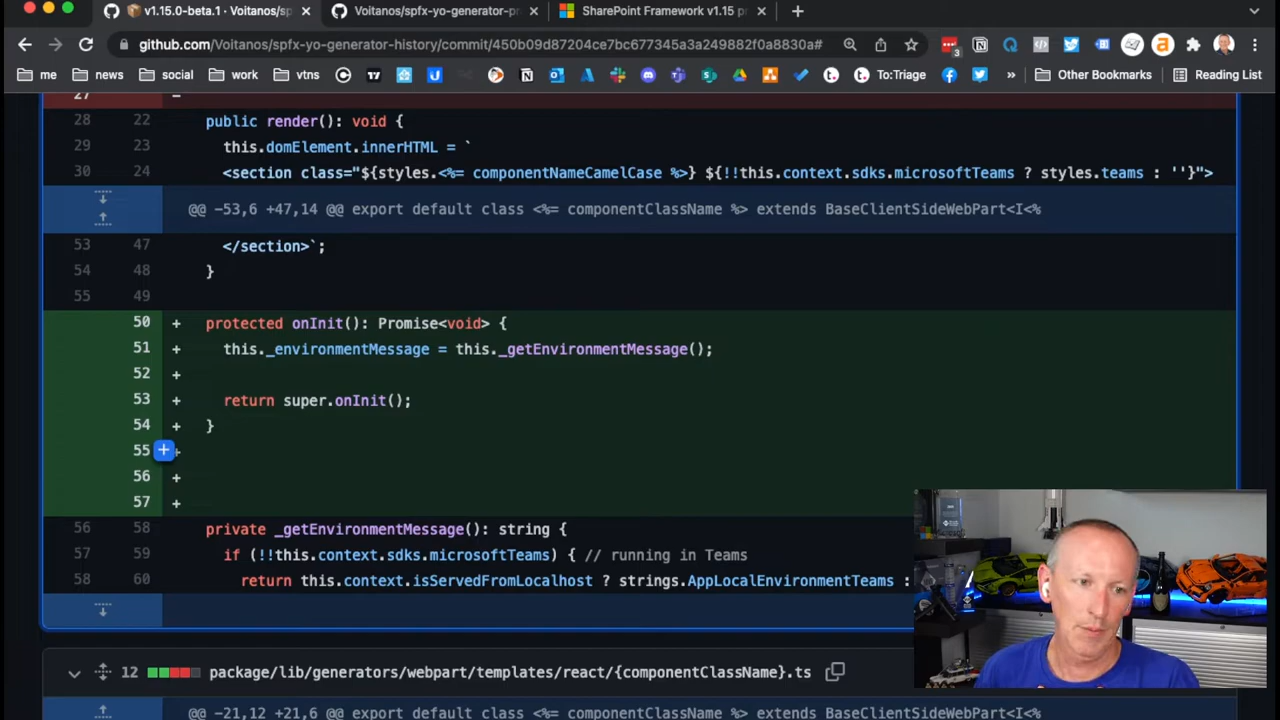 v1.15.0-beta.1 · Voitanos/sp
Voitanos/spfx-yo-generator-pr
SharePoint Framework v1.15 pr
github.com/Voitanos/spfx-yo-generator-history/commit/450b09d87204ce7bc677345a3a249882f0a8830a#
3
me news social work vtns To:Triage » Other Bookmarks Reading List
27 –
28 22 public render(): void {
29 23 this.domElement.innerHTML = `
30 24 <section class="${styles.<%= componentNameCamelCase %>} ${!!this.context.sdks.microsoftTeams ? styles.teams : ''}">
@@ -53,6 +47,14 @@ export default class <%= componentClassName %> extends BaseClientSideWebPart<I<%
53 47 </section>`;
54 48 }
55 49
50 + protected onInit(): Promise<void> {
51 + this._environmentMessage = this._getEnvironmentMessage();
52 +
53 + return super.onInit();
54 + }
55 +
56 +
57 +
56 58 private _getEnvironmentMessage(): string {
57 59 if (!!this.context.sdks.microsoftTeams) { // running in Teams
58 60 return this.context.isServedFromLocalhost ? strings.AppLocalEnvironmentTeams :
12 package/lib/generators/webpart/templates/react/{componentClassName}.ts
@@ -21,12 +21,6 @@ export default class <%= componentClassName %> extends BaseClientSideWebPart<I<%